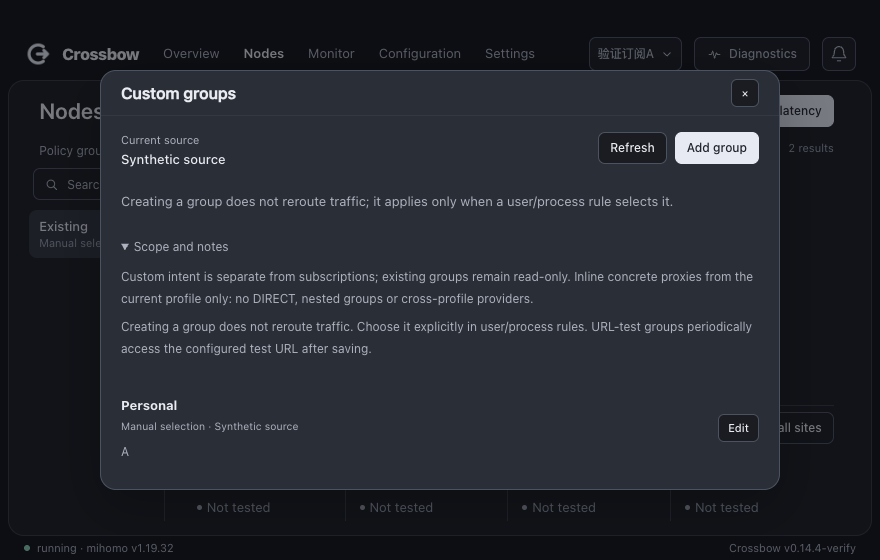 Crossbow Overview Nodes Monitor Configuration Settings 验证订阅A Diagnostics
Custom groups ×
Nodes
latency
Current source
Synthetic source
Refresh Add group
Policy grou
2 results
Searc
Creating a group does not reroute traffic; it applies only when a user/process rule selects it.
Existing
Manual sele
▼ Scope and notes
Custom intent is separate from subscriptions; existing groups remain read-only. Inline concrete proxies from the
current profile only: no DIRECT, nested groups or cross-profile providers.
Creating a group does not reroute traffic. Choose it explicitly in user/process rules. URL-test groups periodically
access the configured test URL after saving.
Personal
Manual selection · Synthetic source
A
Edit
all sites
Not tested Not tested Not tested Not tested
running · mihomo v1.19.32
Crossbow v0.14.4-verify